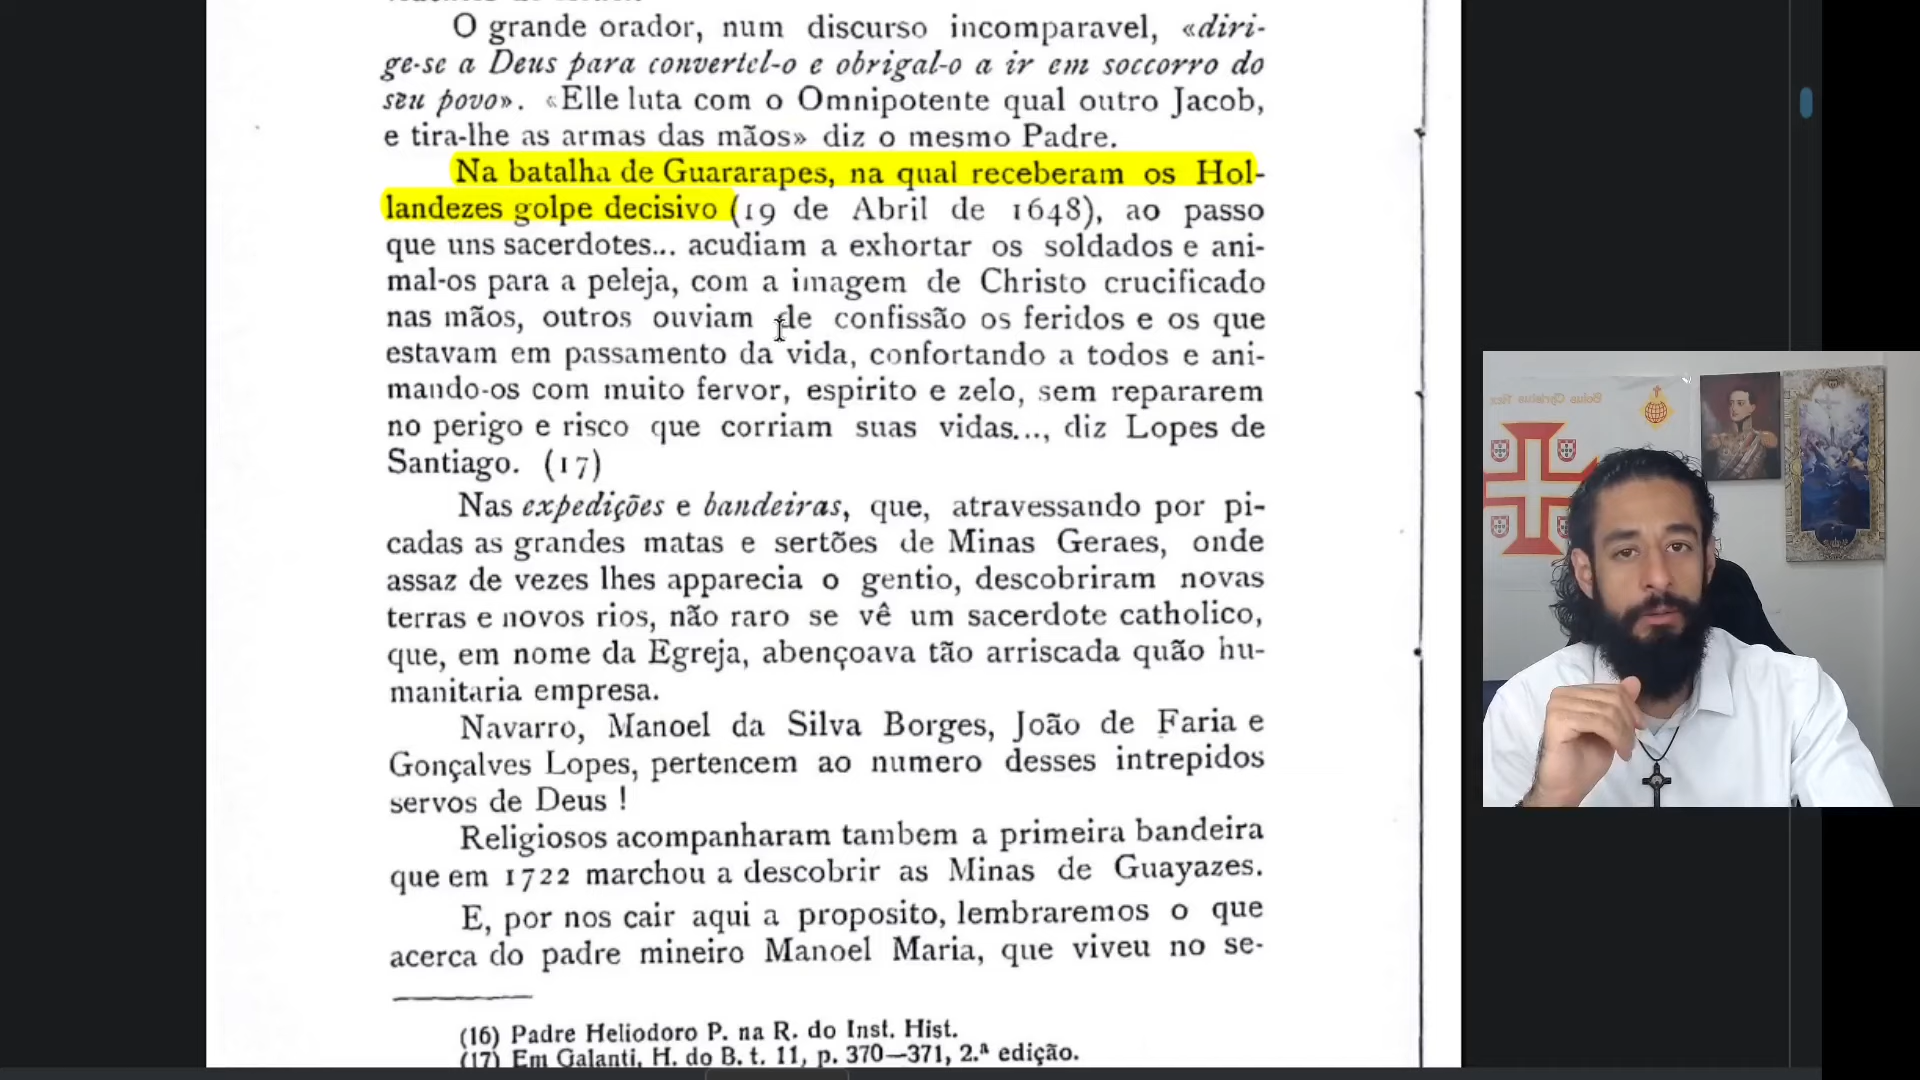 O grande orador, num discurso incomparavel, «diri-
ge-se a Deus para convertel-o e obrigal-o a ir em soccorro do
seu povo». «Elle luta com o Omnipotente qual outro Jacob,
e tira-lhe as armas das mãos» diz o mesmo Padre.
Na batalha de Guararapes, na qual receberam os Hol-
landezes golpe decisivo (19 de Abril de 1648), ao passo
que uns sacerdotes... acudiam a exhortar os soldados e ani-
mal-os para a peleja, com a imagem de Christo crucificado
nas mãos, outros ouviam de confissão os feridos e os que
estavam em passamento da vida, confortando a todos e ani-
mando-os com muito fervor, espirito e zelo, sem repararem
no perigo e risco que corriam suas vidas..., diz Lopes de
Santiago. (17)
Nas expedições e bandeiras, que, atravessando por pi-
cadas as grandes matas e sertões de Minas Geraes, onde
assaz de vezes lhes apparecia o gentio, descobriram novas
terras e novos rios, não raro se vê um sacerdote catholico,
que, em nome da Egreja, abençoava tão arriscada quão hu-
manitaria empresa.
Navarro, Manoel da Silva Borges, João de Faria e
Gonçalves Lopes, pertencem ao numero desses intrepidos
servos de Deus !
Religiosos acompanharam tambem a primeira bandeira
que em 1722 marchou a descobrir as Minas de Guayazes.
E, por nos cair aqui a proposito, lembraremos o que
acerca do padre mineiro Manoel Maria, que viveu no se-
(16) Padre Heliodoro P. na R. do Inst. Hist.
(17) Em Galanti, H. do B. t. 11, p. 370—371, 2.ª edição.